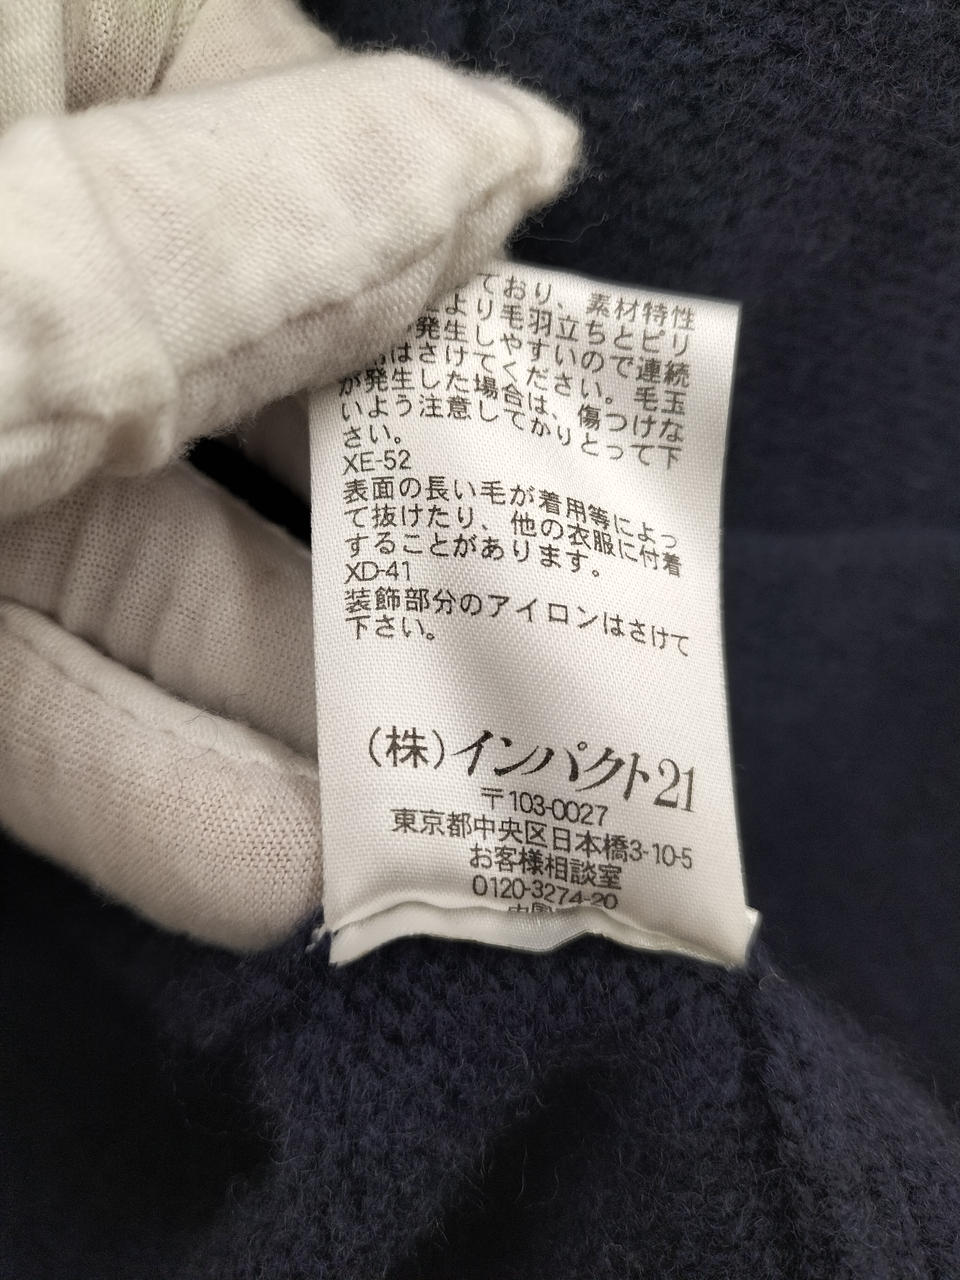 ており、素材特性
より毛羽立ちとピリ
発生しやすいので連続
はさけてください。毛玉
が発生した場合は、傷つけな
いよう注意してかりとって下
さい。
XE-52
表面の長い毛が着用等によっ
て抜けたり、他の衣服に付着
することがあります。
XD-41
装飾部分のアイロンはさけて
下さい。
(株)インパクト21
〒103-0027
東京都中央区日本橋3-10-5
お客様相談室
0120-3274-20